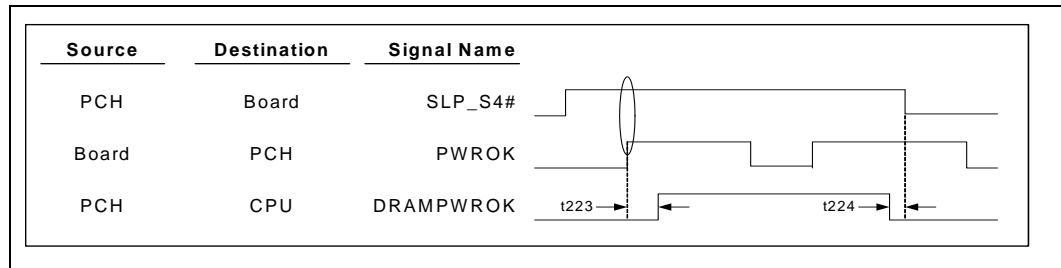 Source Destination Signal Name
PCH Board SLP_S4#
Board PCH PWROK
PCH CPU DRAMPWROK t223 t224